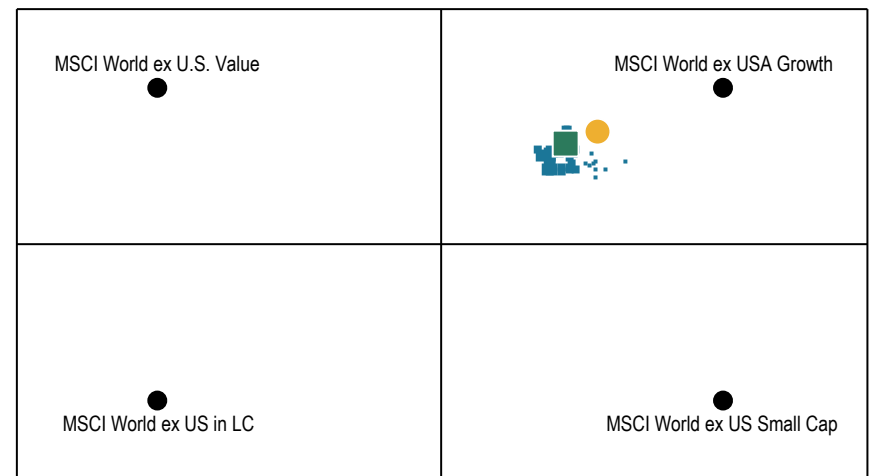 MSCI World ex U.S. Value
MSCI World ex USA Growth
MSCI World ex US in LC
MSCI World ex US Small Cap